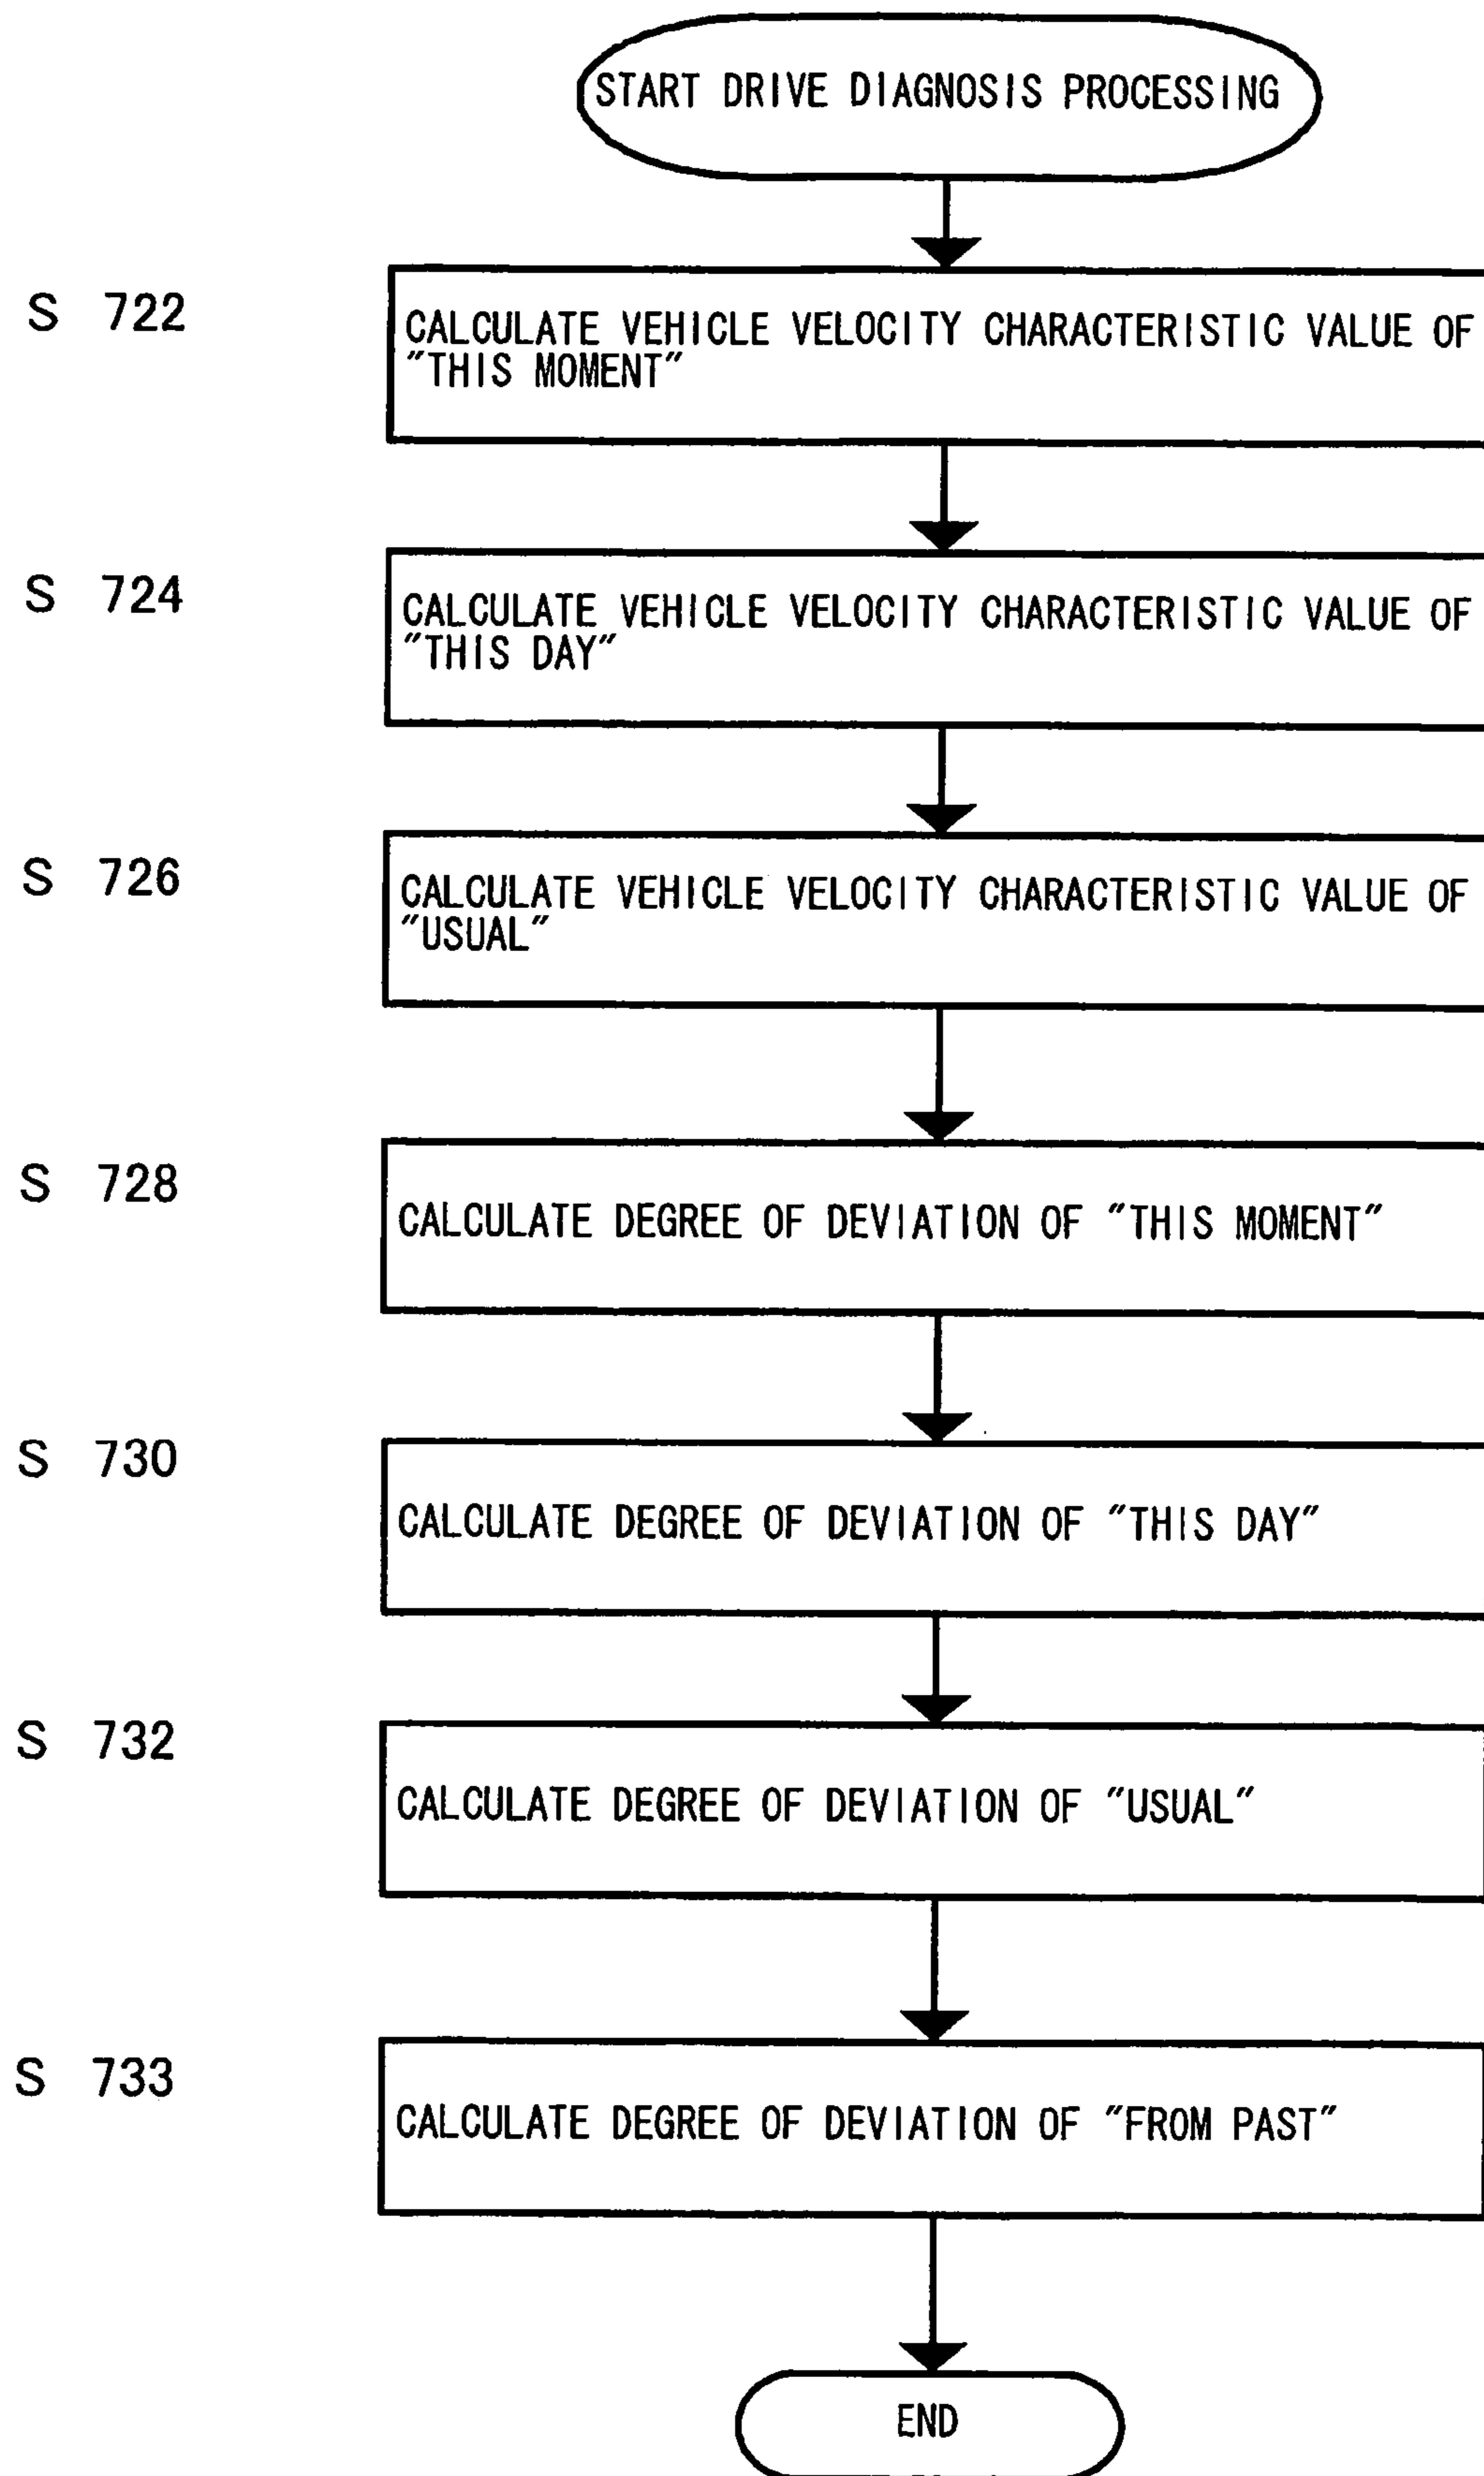 START DRIVE DIAGNOSIS PROCESSING
S 722
CALCULATE VEHICLE VELOCITY CHARACTERISTIC VALUE OF
"THIS MOMENT"
S 724
CALCULATE VEHICLE VELOCITY CHARACTERISTIC VALUE OF
"THIS DAY"
S 726
CALCULATE VEHICLE VELOCITY CHARACTERISTIC VALUE OF
"USUAL"
S 728
CALCULATE DEGREE OF DEVIATION OF "THIS MOMENT"
S 730
CALCULATE DEGREE OF DEVIATION OF "THIS DAY"
S 732
CALCULATE DEGREE OF DEVIATION OF "USUAL"
S 733
CALCULATE DEGREE OF DEVIATION OF "FROM PAST"
END